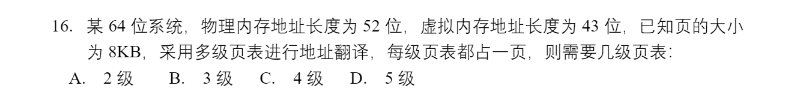 16. 某 64 位系统，物理内存地址长度为 52 位，虚拟内存地址长度为 43 位，已知页的大小
为 8KB，采用多级页表进行地址翻译，每级页表都占一页，则需要几级页表：
A. 2 级 B. 3 级 C. 4 级 D. 5 级